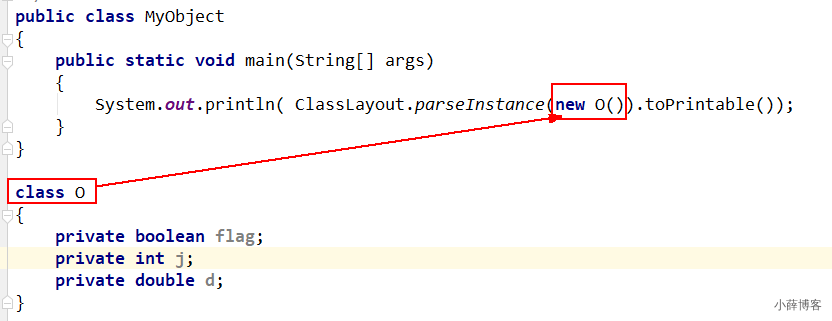 public class MyObject
{
    public static void main(String[] args)
    {
        System.out.println( ClassLayout.parseInstance(new O()).toPrintable());
    }
}
class O
{
    private boolean flag;
    private int j;
    private double d;
}
小薛博客